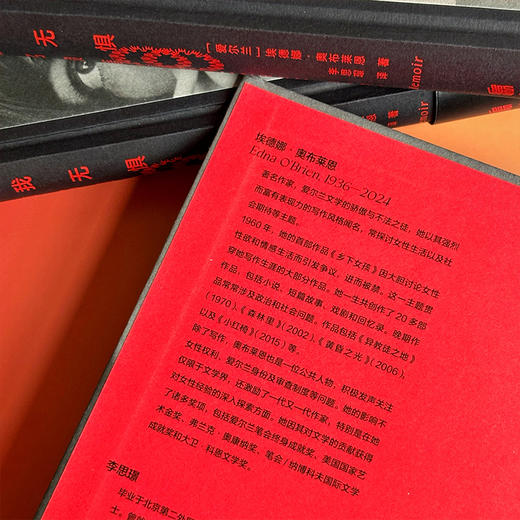 无惧
[爱尔兰]埃德娜·奥布莱恩 著
李思璟 译
memoir
我无惧
著
译
memoir
埃德娜·奥布莱恩
Edna O'Brien, 1936—2024
著名作家，爱尔兰文学的骄傲与不法之徒，她以其强烈
而富有表现力的写作风格闻名，常探讨女性生活以及社
会期待等主题。
1960 年，她的首部作品《乡下女孩》因大胆讨论女性
性欲和情感生活而引发争议，进而被禁。这一主题贯
穿她写作生涯的大部分作品。她一生共创作了 20 多部
作品，包括小说、短篇故事、戏剧和回忆录。晚期作
品常常涉及政治和社会问题。作品包括《异教徒之地》
（1970）、《森林里》（2002）、《黄昏之光》（2006），
以及《小红椅》（2015）等。
除了写作，奥布莱恩也是一位公共人物，积极发声关注
女性权利、爱尔兰身份及审查制度等问题。她的影响不
仅限于文学界，还激励了一代又一代作家，特别是在她
对女性经验的深入探索方面，她因其对文学的贡献获得
了诸多奖项，包括爱尔兰笔会终身成就奖、美国国家艺
术金奖、弗兰克·奥康纳奖、笔会/纳博科夫国际文学
成就奖和大卫·科恩文学奖。
李思璟
毕业于北京第二外国
士。曾